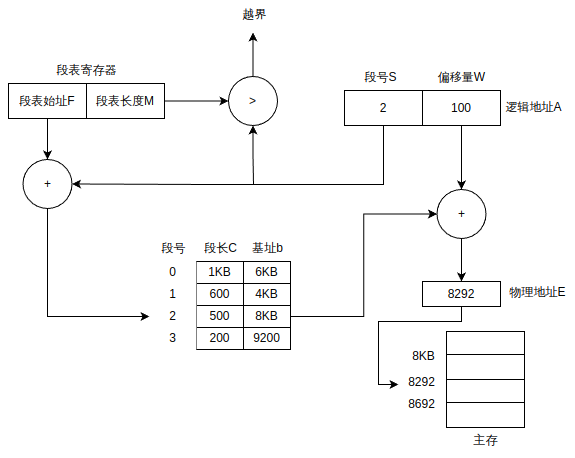 越界
段表寄存器
段表始址F 段表长度M
>
段号S 偏移量W
2 100 逻辑地址A
+
+
段号 段长C 基址b
0 1KB 6KB
1 600 4KB
2 500 8KB
3 200 9200
8292 物理地址E
8KB
8292
8692
主存